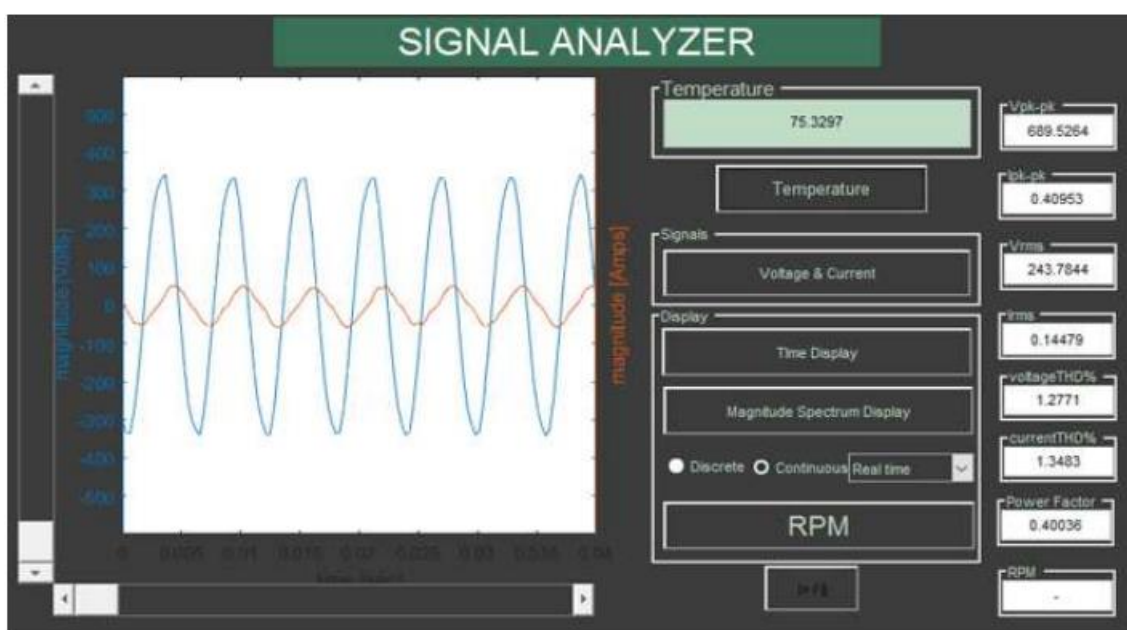 SIGNAL ANALYZER
magnitude [Volts]
300
200
100
0
-100
-200
-300
-400
-500
0
0.005
0.01
0.015
0.02
0.025
0.03
0.035
0.04
magnitude [Amps]
Temperature
75.3297
Temperature
Signals
Voltage & Current
Display
Time Display
Magnitude Spectrum Display
Discrete Continuous Real time
RPM
Vpk-pk
689.5264
Ipk-pk
0.40953
Vrms
243.7844
Irms
0.14479
voltageTHD%
1.2771
currentTHD%
1.3483
Power Factor
0.40036
RPM
-